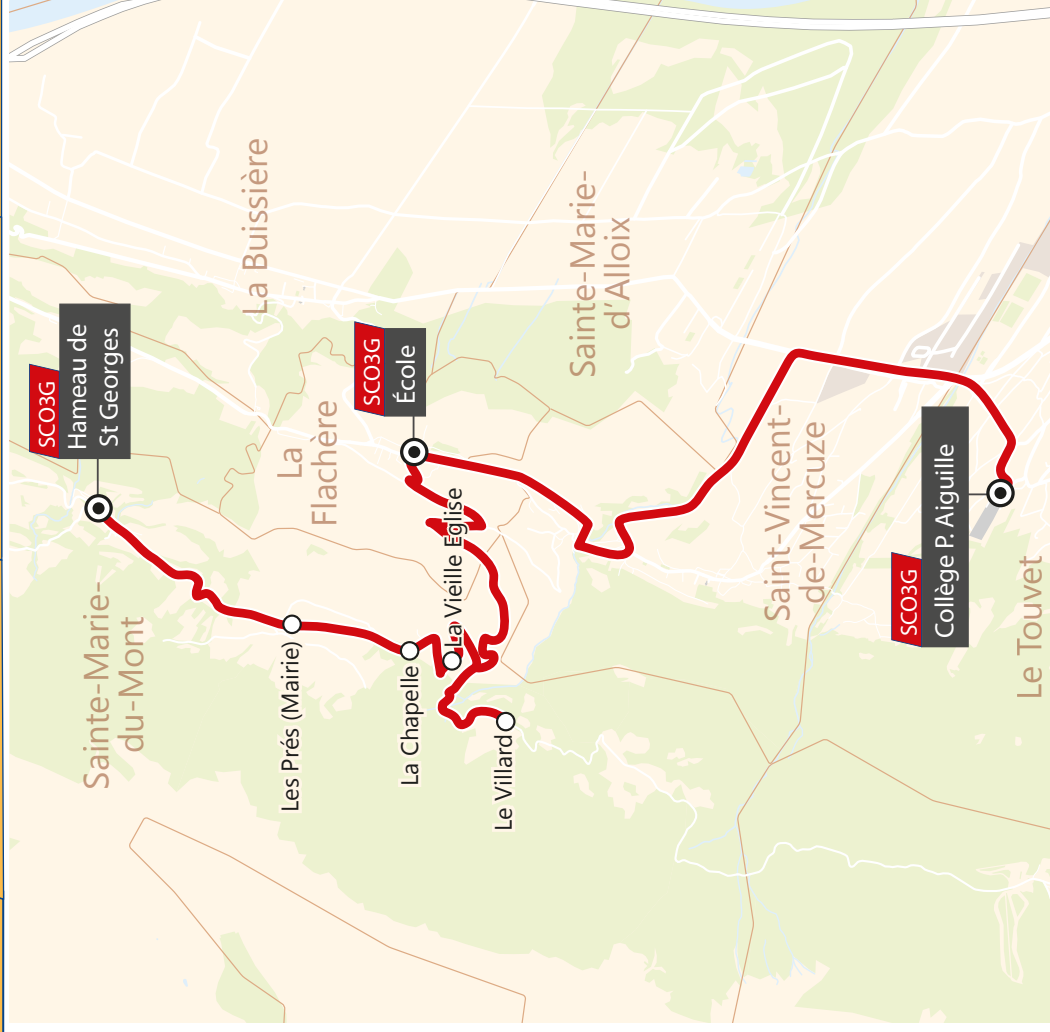 SCO3G
Hameau de
St Georges
La Buissière
SCO3G
École
La
Flachère
Sainte-Marie-
d'Alloix
Sainte-Marie-
du-Mont
Les Prés (Mairie)
La Chapelle
La Vieille Eglise
Le Villard
Saint-Vincent-
de-Mercuze
SCO3G
Collège P. Aiguille
Le Touvet